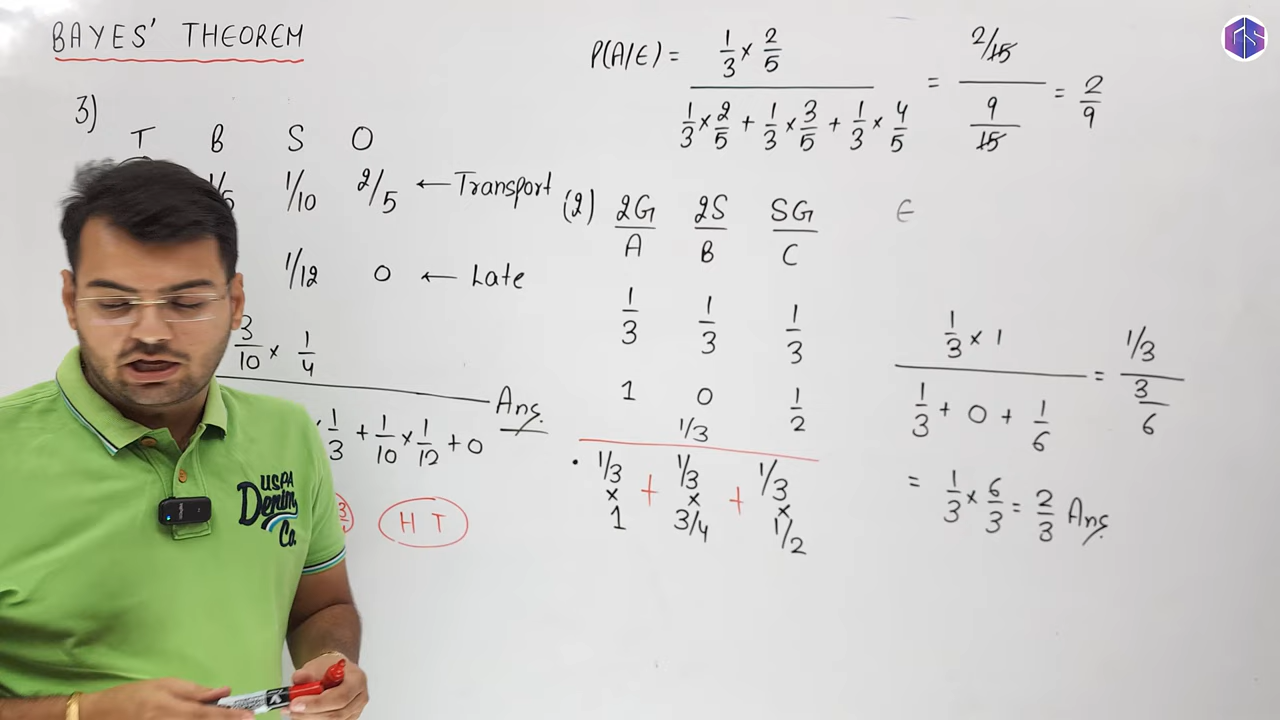 BAYES' THEOREM
3)
T B S O
1/5 1/10 2/5 ← Transport
1/12 0 ← Late
3/10 × 1/4
1/3 + 1/10 × 1/12 + 0
Ans.
H T
P(A/E) = (1/3 × 2/5) / (1/3 × 2/5 + 1/3 × 3/5 + 1/3 × 4/5) = (2/15) / (9/15) = 2/9
(2) 2G/A 2S/B SG/C E
1/3 1/3 1/3
1 0 1/2
1/3
1/3 × 1 + 1/3 × 3/4 + 1/3 × 1/2
(1/3 × 1) / (1/3 + 0 + 1/6) = (1/3) / (3/6)
= 1/3 × 6/3 = 2/3 Ans.
USPA
Denim
Co.